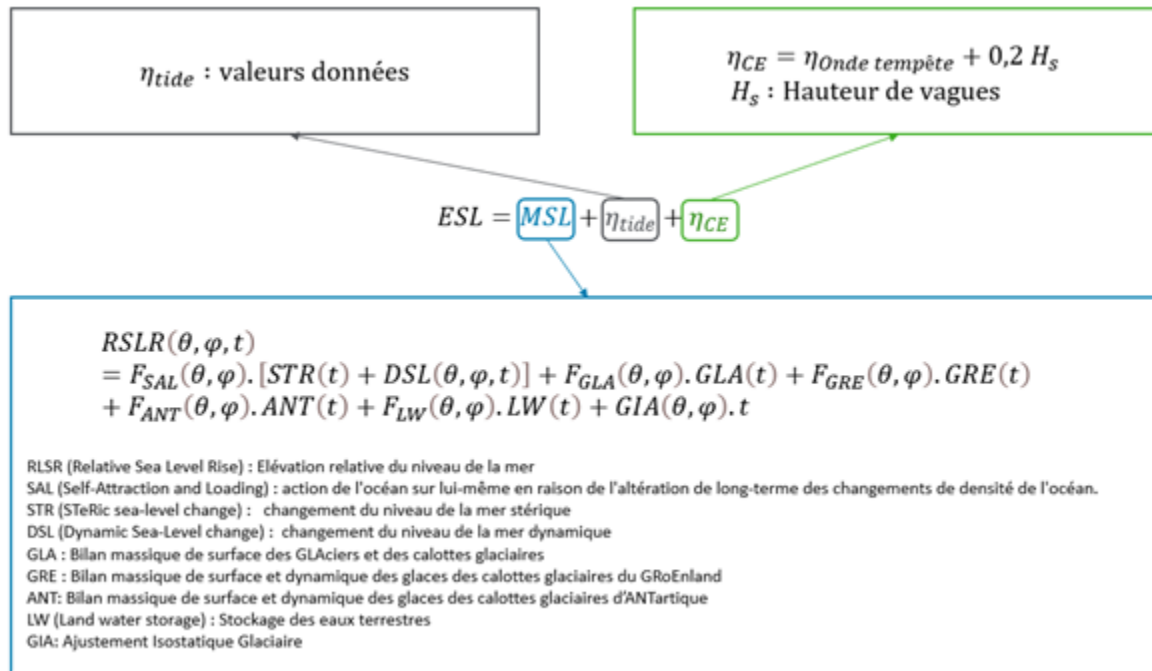 η_tide : valeurs données
η_CE = η_Onde tempête + 0,2 H_s
H_s : Hauteur de vagues
ESL = MSL + η_tide + η_CE
RSLR(θ, φ, t)
= F_SAL(θ, φ). [STR(t) + DSL(θ, φ, t)] + F_GLA(θ, φ). GLA(t) + F_GRE(θ, φ). GRE(t)
+ F_ANT(θ, φ). ANT(t) + F_LW(θ, φ). LW(t) + GIA(θ, φ). t
RLSR (Relative Sea Level Rise) : Elévation relative du niveau de la mer
SAL (Self-Attraction and Loading) : action de l'océan sur lui-même en raison de l'altération de long-terme des changements de densité de l'océan.
STR (STeRic sea-level change) : changement du niveau de la mer stérique
DSL (Dynamic Sea-Level change) : changement du niveau de la mer dynamique
GLA : Bilan massique de surface des GLAciers et des calottes glaciaires
GRE : Bilan massique de surface et dynamique des glaces des calottes glaciaires du GRoEnland
ANT: Bilan massique de surface et dynamique des glaces des calottes glaciaires d'ANTartique
LW (Land water storage) : Stockage des eaux terrestres
GIA: Ajustement Isostatique Glaciaire